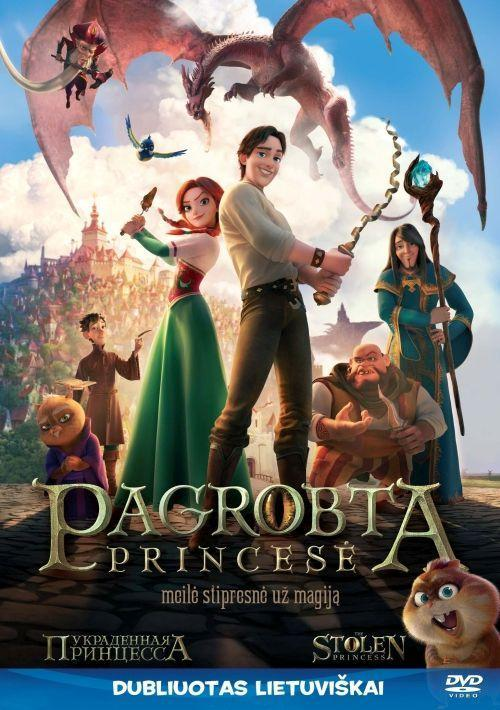 PAGROBTA
PRINCESĖ
meilė stipresnė už magiją
УКРАДЕННАЯ
ПРИНЦЕССА
THE
STOLEN
PRINCESS
DUBLIUOTAS LIETUVIŠKAI
DVD
VIDEO